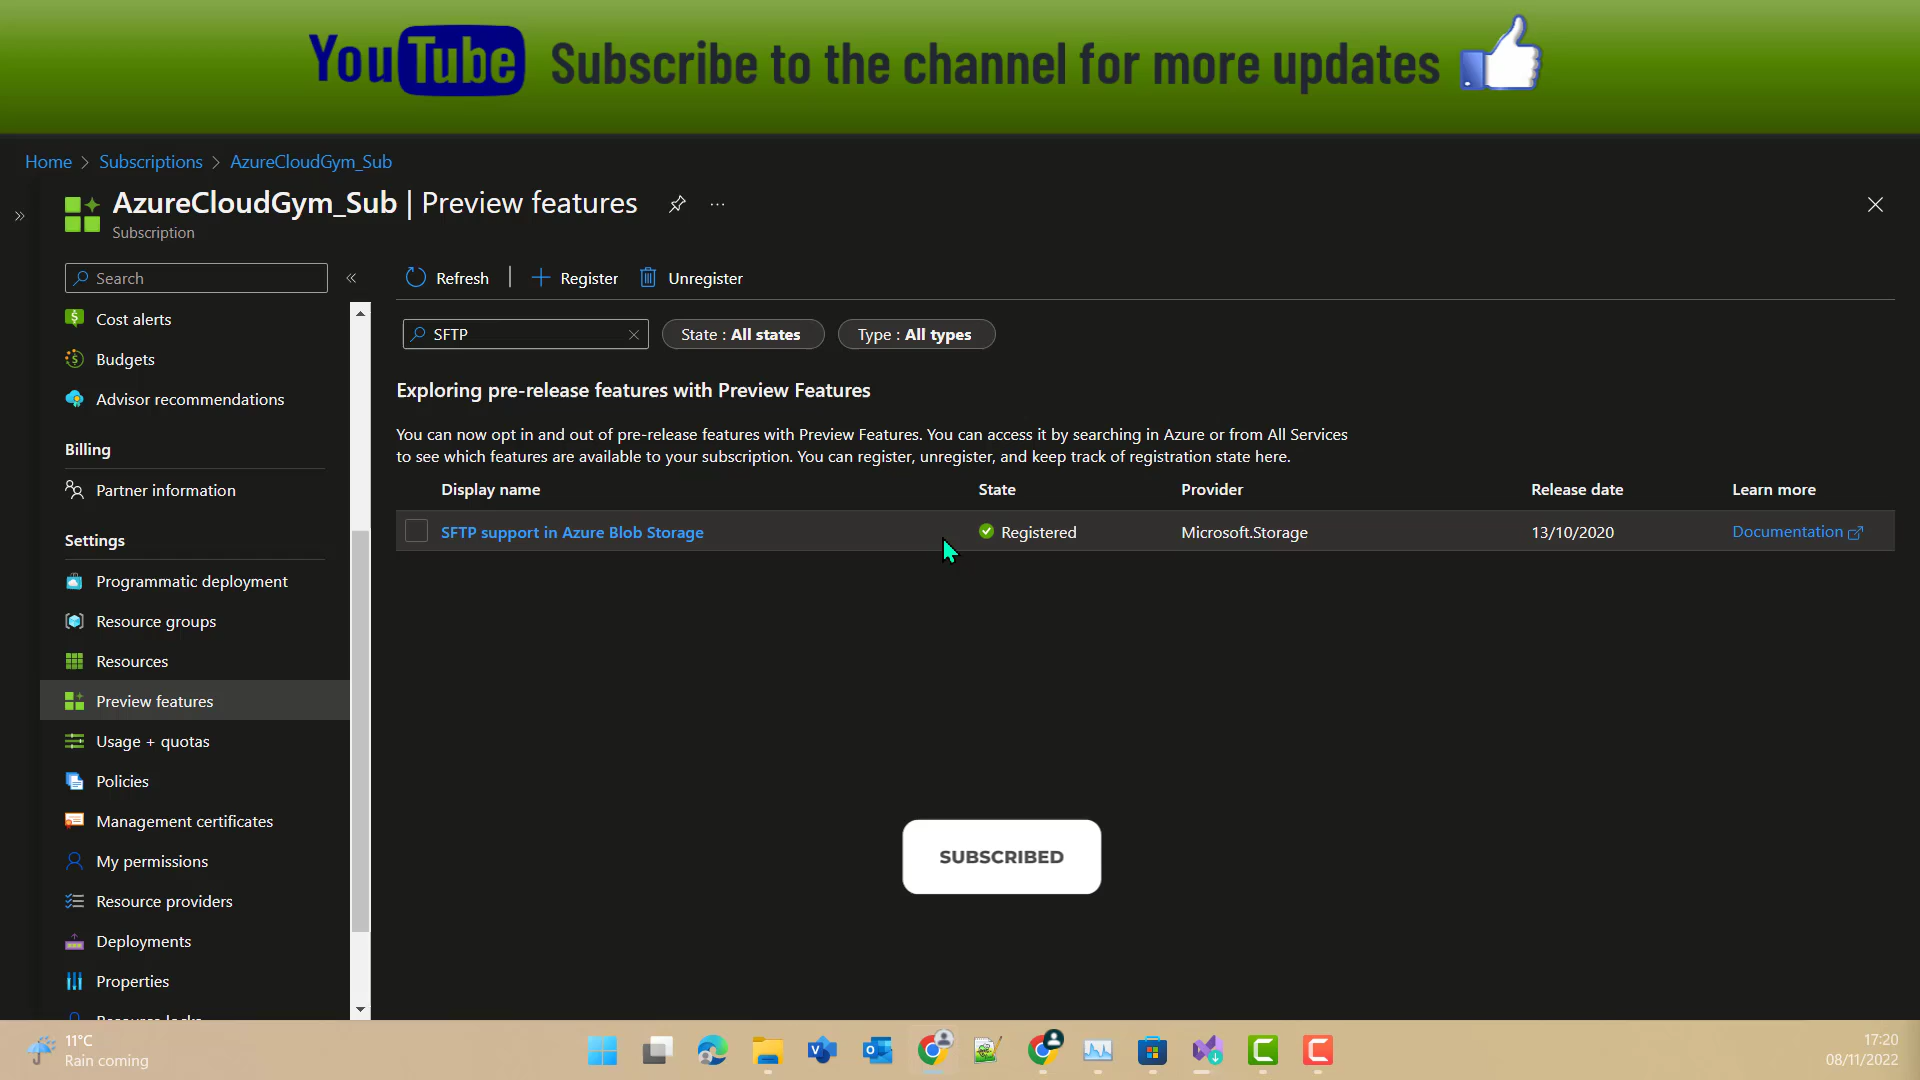 YouTube Subscribe to the channel for more updates
Home > Subscriptions > AzureCloudGym_Sub
AzureCloudGym_Sub | Preview features
Subscription
Search
Cost alerts
Budgets
Advisor recommendations
Billing
Partner information
Settings
Programmatic deployment
Resource groups
Resources
Preview features
Usage + quotas
Policies
Management certificates
My permissions
Resource providers
Deployments
Properties
Refresh | Register Unregister
SFTP State : All states Type : All types
Exploring pre-release features with Preview Features
You can now opt in and out of pre-release features with Preview Features. You can access it by searching in Azure or from All Services
to see which features are available to your subscription. You can register, unregister, and keep track of registration state here.
Display name State Provider Release date Learn more
SFTP support in Azure Blob Storage Registered Microsoft.Storage 13/10/2020 Documentation
SUBSCRIBED
11°C
Rain coming
17:20
08/11/2022